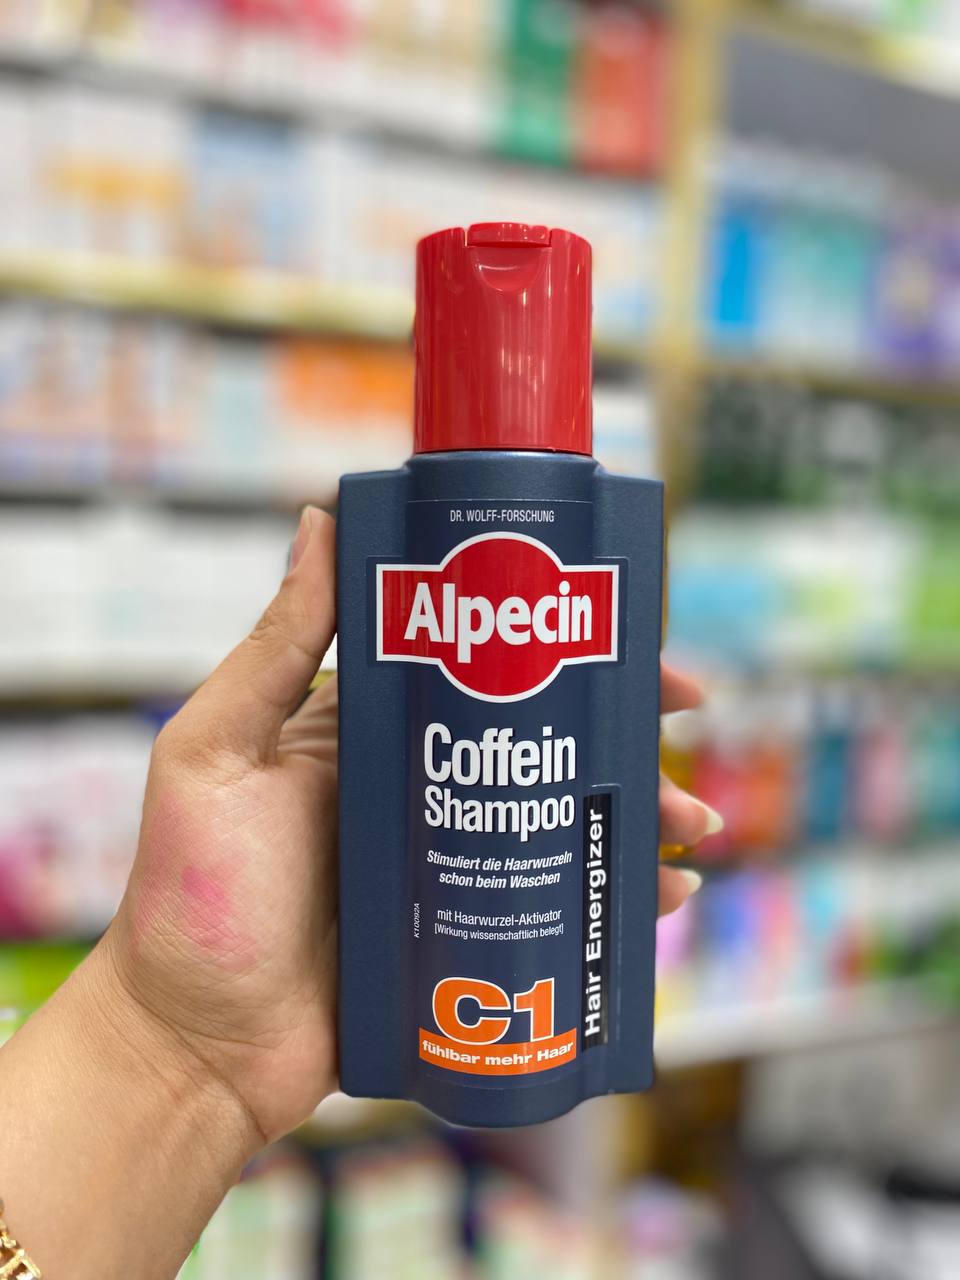 DR. WOLFF-FORSCHUNG
Alpecin
Coffein
Shampoo
Stimuliert die Haarwurzeln
schon beim Waschen
mit Haarwurzel-Aktivator
[Wirkung wissenschaftlich belegt]
K10092A
Hair Energizer
C1
fühlbar mehr Haar